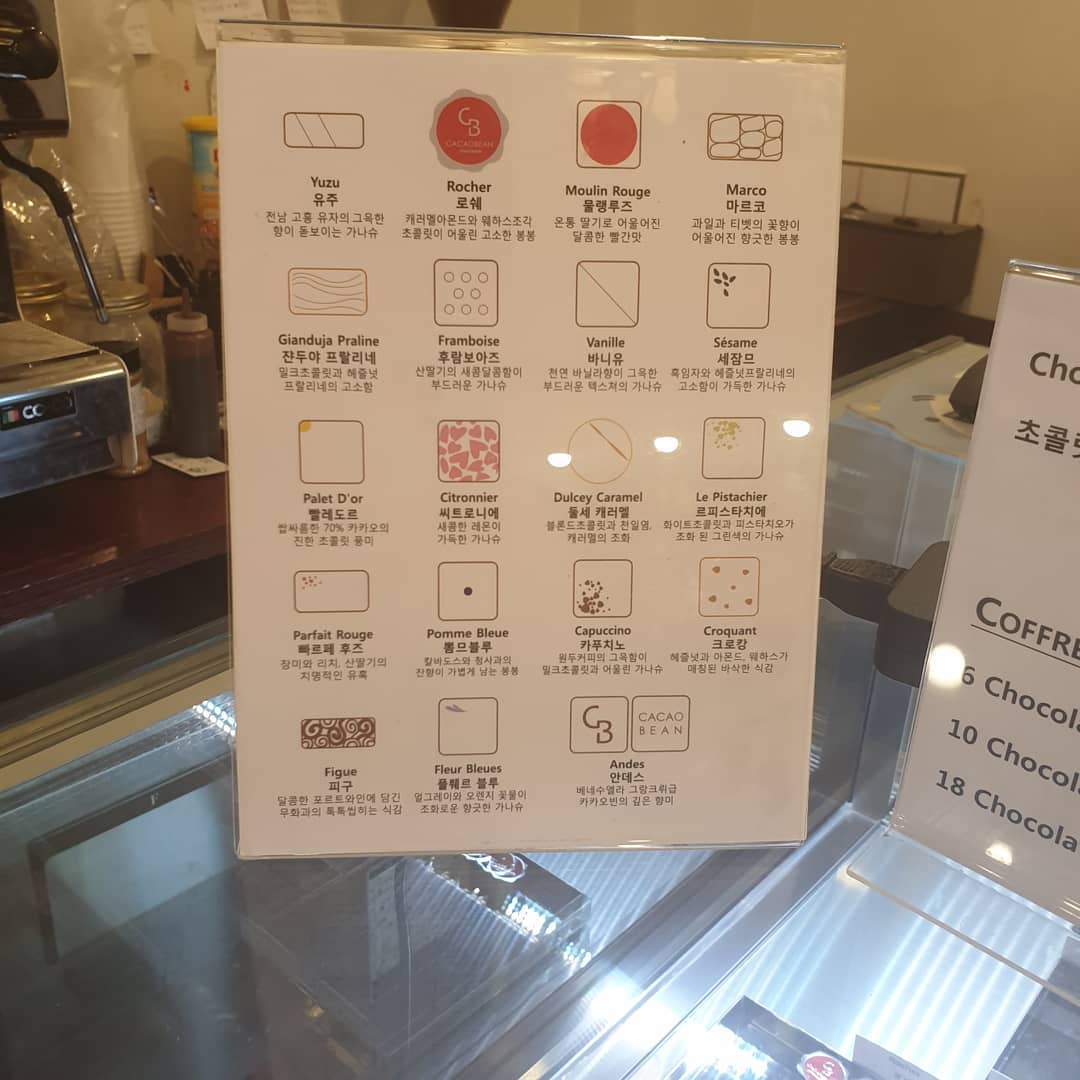 CB
CACAOBEAN
Yuzu
유주
전남 고흥 유자의 그윽한
향이 돋보이는 가나슈
Rocher
로쉐
캐러멜아몬드와 웨하스조각
초콜릿이 어울린 고소한 봉봉
Moulin Rouge
물랭루즈
온통 딸기로 어울어진
달콤한 빨간맛
Marco
마르코
과일과 티벳의 꽃향이
어울어진 향긋한 봉봉
Gianduja Praline
쟌두야 프랄리네
밀크초콜릿과 헤즐넛
프랄리네의 고소함
Framboise
후람보아즈
산딸기의 새콤달콤함이
부드러운 가나슈
Vanille
바니유
천연 바닐라향이 그윽한
부드러운 텍스쳐의 가나슈
Sésame
세잠므
흑임자와 헤즐넛프랄리네의
고소함이 가득한 가나슈
Palet D'or
빨레도르
쌉싸름한 70% 카카오의
진한 초콜릿 풍미
Citronnier
씨트로니에
새콤한 레몬이
가득한 가나슈
Dulcey Caramel
둘세 캐러멜
블론드초콜릿과 천일염,
캐러멜의 조화
Le Pistachier
르피스타치에
화이트초콜릿과 피스타치오가
조화 된 그린색의 가나슈
Parfait Rouge
빠르페 후즈
장미와 리치, 산딸기의
치명적인 유혹
Pomme Bleue
뽐므블루
칼바도스와 청사과의
잔향이 가볍게 남는 봉봉
Capuccino
카푸치노
원두커피의 그윽함이
밀크초콜릿과 어울린 가나슈
Croquant
크로캉
헤즐넛과 아몬드, 웨하스가
매칭된 바삭한 식감
CB
CACAO
BEAN
Figue
피구
달콤한 포르트와인에 담긴
무화과의 톡톡씹히는 식감
Fleur Bleues
플뤠르 블루
얼그레이와 오렌지 꽃물이
조화로운 향긋한 가나슈
Andes
안데스
베네수엘라 그랑크뤼급
카카오빈의 깊은 향미
Cho
초콜릿
COFFRE
6 Chocola
10 Chocola
18 Chocola